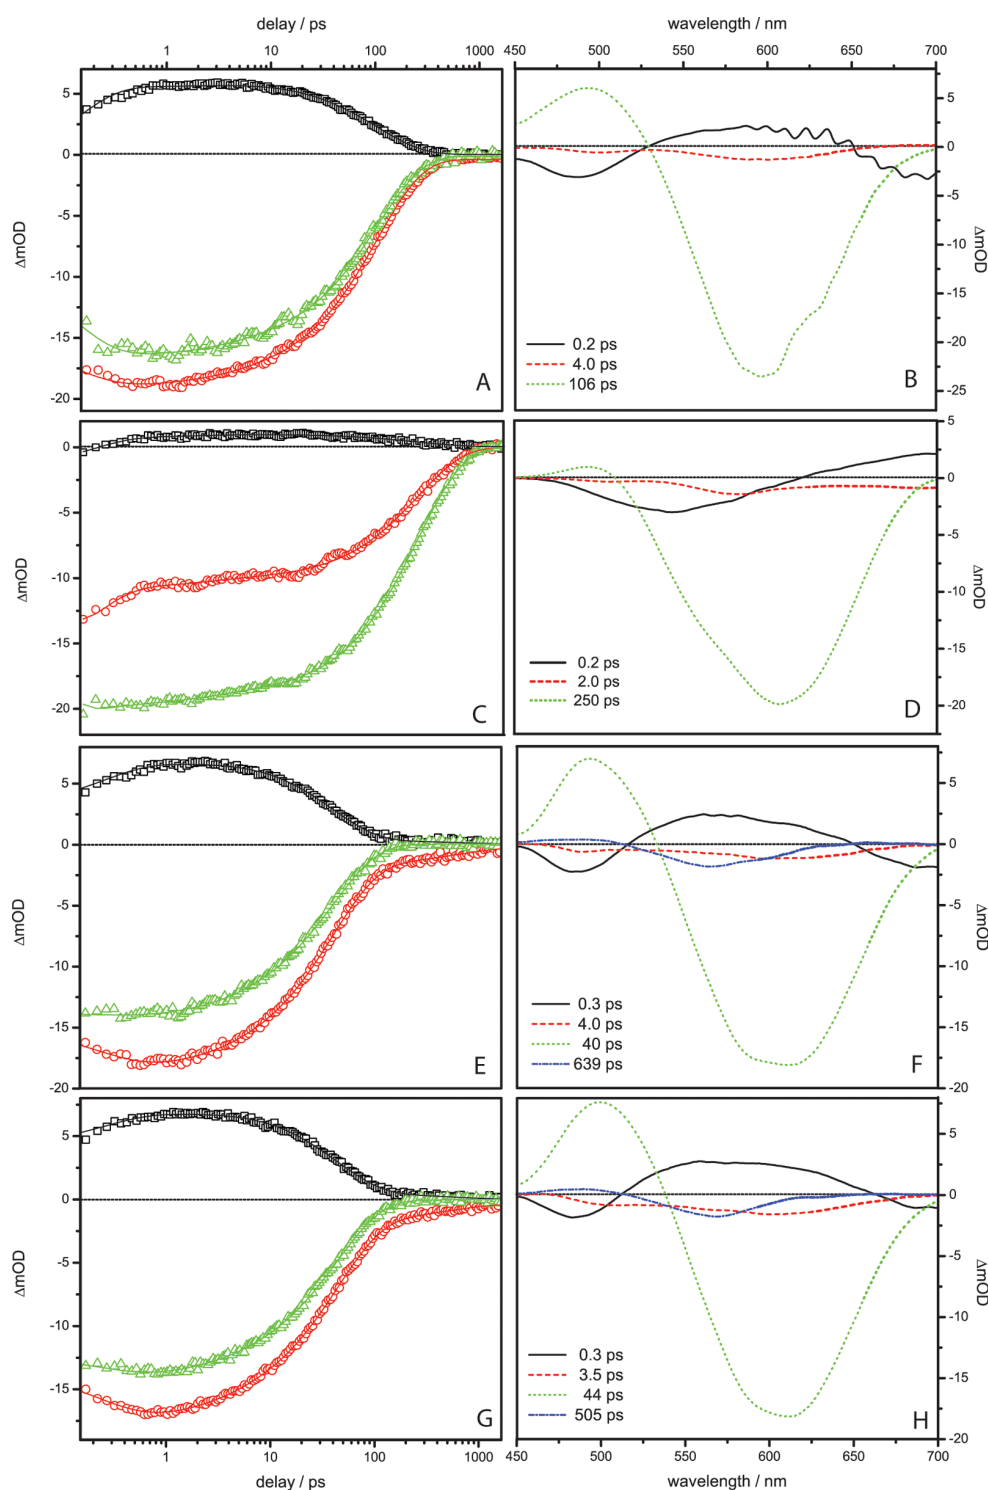 delay / ps
wavelength / nm
1 10 100 1000
450 500 550 600 650 700
5
0
-5
-10
-15
-20
ΔmOD
A
5
0
-5
-10
-15
-20
-25
ΔmOD
0.2 ps
4.0 ps
106 ps
B
0
-5
-10
-15
-20
ΔmOD
C
5
0
-5
-10
-15
-20
ΔmOD
0.2 ps
2.0 ps
250 ps
D
5
0
-5
-10
-15
-20
ΔmOD
E
5
0
-5
-10
-15
-20
ΔmOD
0.3 ps
4.0 ps
40 ps
639 ps
F
5
0
-5
-10
-15
ΔmOD
G
5
0
-5
-10
-15
-20
ΔmOD
0.3 ps
3.5 ps
44 ps
505 ps
H
1 10 100 1000
450 500 550 600 650 700
delay / ps
wavelength / nm